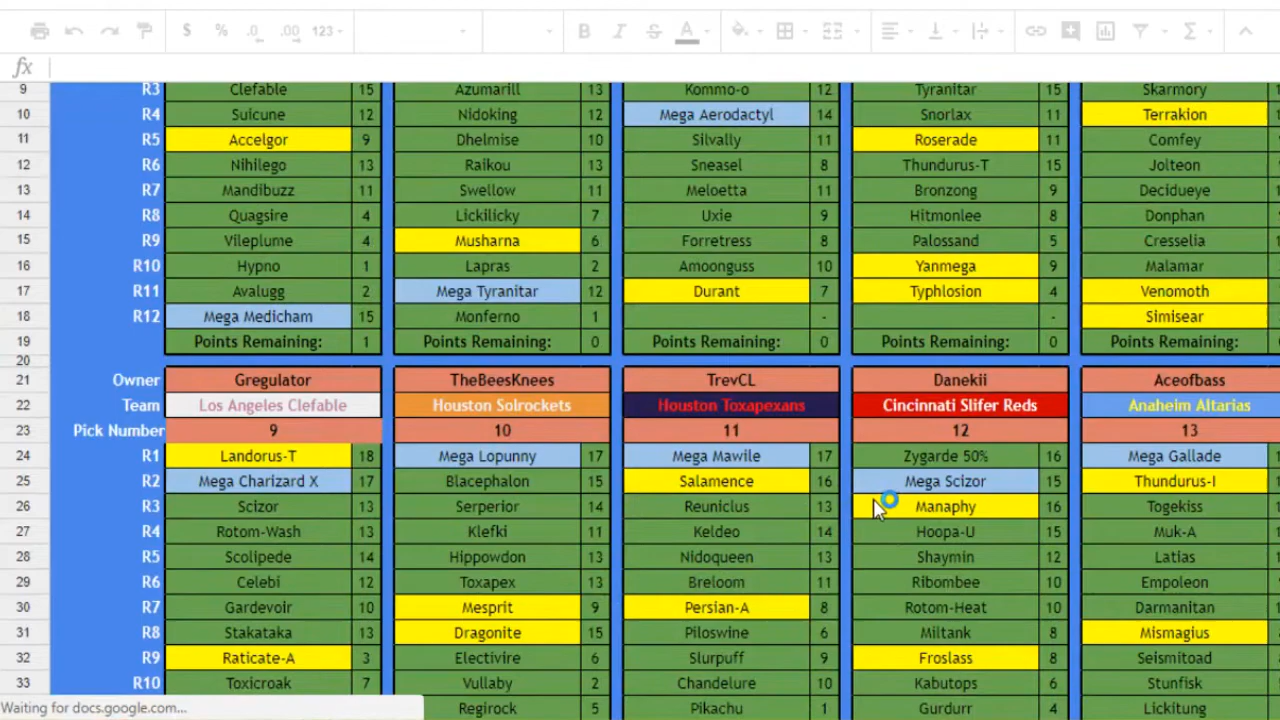 $ % .0 .00 123 B I S A Σ
fx
9 R3 Clefable 15 Azumarill 13 Kommo-o 12 Tyranitar 15 Skarmory
10 R4 Suicune 12 Nidoking 12 Mega Aerodactyl 14 Snorlax 11 Terrakion
11 R5 Accelgor 9 Dhelmise 10 Silvally 11 Roserade 11 Comfey
12 R6 Nihilego 13 Raikou 13 Sneasel 8 Thundurus-T 15 Jolteon
13 R7 Mandibuzz 11 Swellow 11 Meloetta 11 Bronzong 9 Decidueye
14 R8 Quagsire 4 Lickilicky 7 Uxie 9 Hitmonlee 8 Donphan
15 R9 Vileplume 4 Musharna 6 Forretress 8 Palossand 5 Cresselia
16 R10 Hypno 1 Lapras 2 Amoonguss 10 Yanmega 9 Malamar
17 R11 Avalugg 2 Mega Tyranitar 12 Durant 7 Typhlosion 4 Venomoth
18 R12 Mega Medicham 15 Monferno 1 - - Simisear
19 Points Remaining: 1 Points Remaining: 0 Points Remaining: 0 Points Remaining: 0 Points Remaining:
20
21 Owner Gregulator TheBeesKnees TrevCL Danekii Aceofbass
22 Team Los Angeles Clefable Houston Solrockets Houston Toxapexans Cincinnati Slifer Reds Anaheim Altarias
23 Pick Number 9 10 11 12 13
24 R1 Landorus-T 18 Mega Lopunny 17 Mega Mawile 17 Zygarde 50% 16 Mega Gallade
25 R2 Mega Charizard X 17 Blacephalon 15 Salamence 16 Mega Scizor 15 Thundurus-I
26 R3 Scizor 13 Serperior 14 Reuniclus 13 Manaphy 16 Togekiss
27 R4 Rotom-Wash 13 Klefki 11 Keldeo 14 Hoopa-U 15 Muk-A
28 R5 Scolipede 14 Hippowdon 13 Nidoqueen 13 Shaymin 12 Latias
29 R6 Celebi 12 Toxapex 13 Breloom 11 Ribombee 10 Empoleon
30 R7 Gardevoir 10 Mesprit 9 Persian-A 8 Rotom-Heat 10 Darmanitan
31 R8 Stakataka 13 Dragonite 15 Piloswine 6 Miltank 8 Mismagius
32 R9 Raticate-A 3 Electivire 6 Slurpuff 9 Froslass 8 Seismitoad
33 R10 Toxicroak 7 Vullaby 2 Chandelure 10 Kabutops 6 Stunfisk
Regirock 5 Pikachu 1 Gurdurr 4 Lickitung
Waiting for docs.google.com...